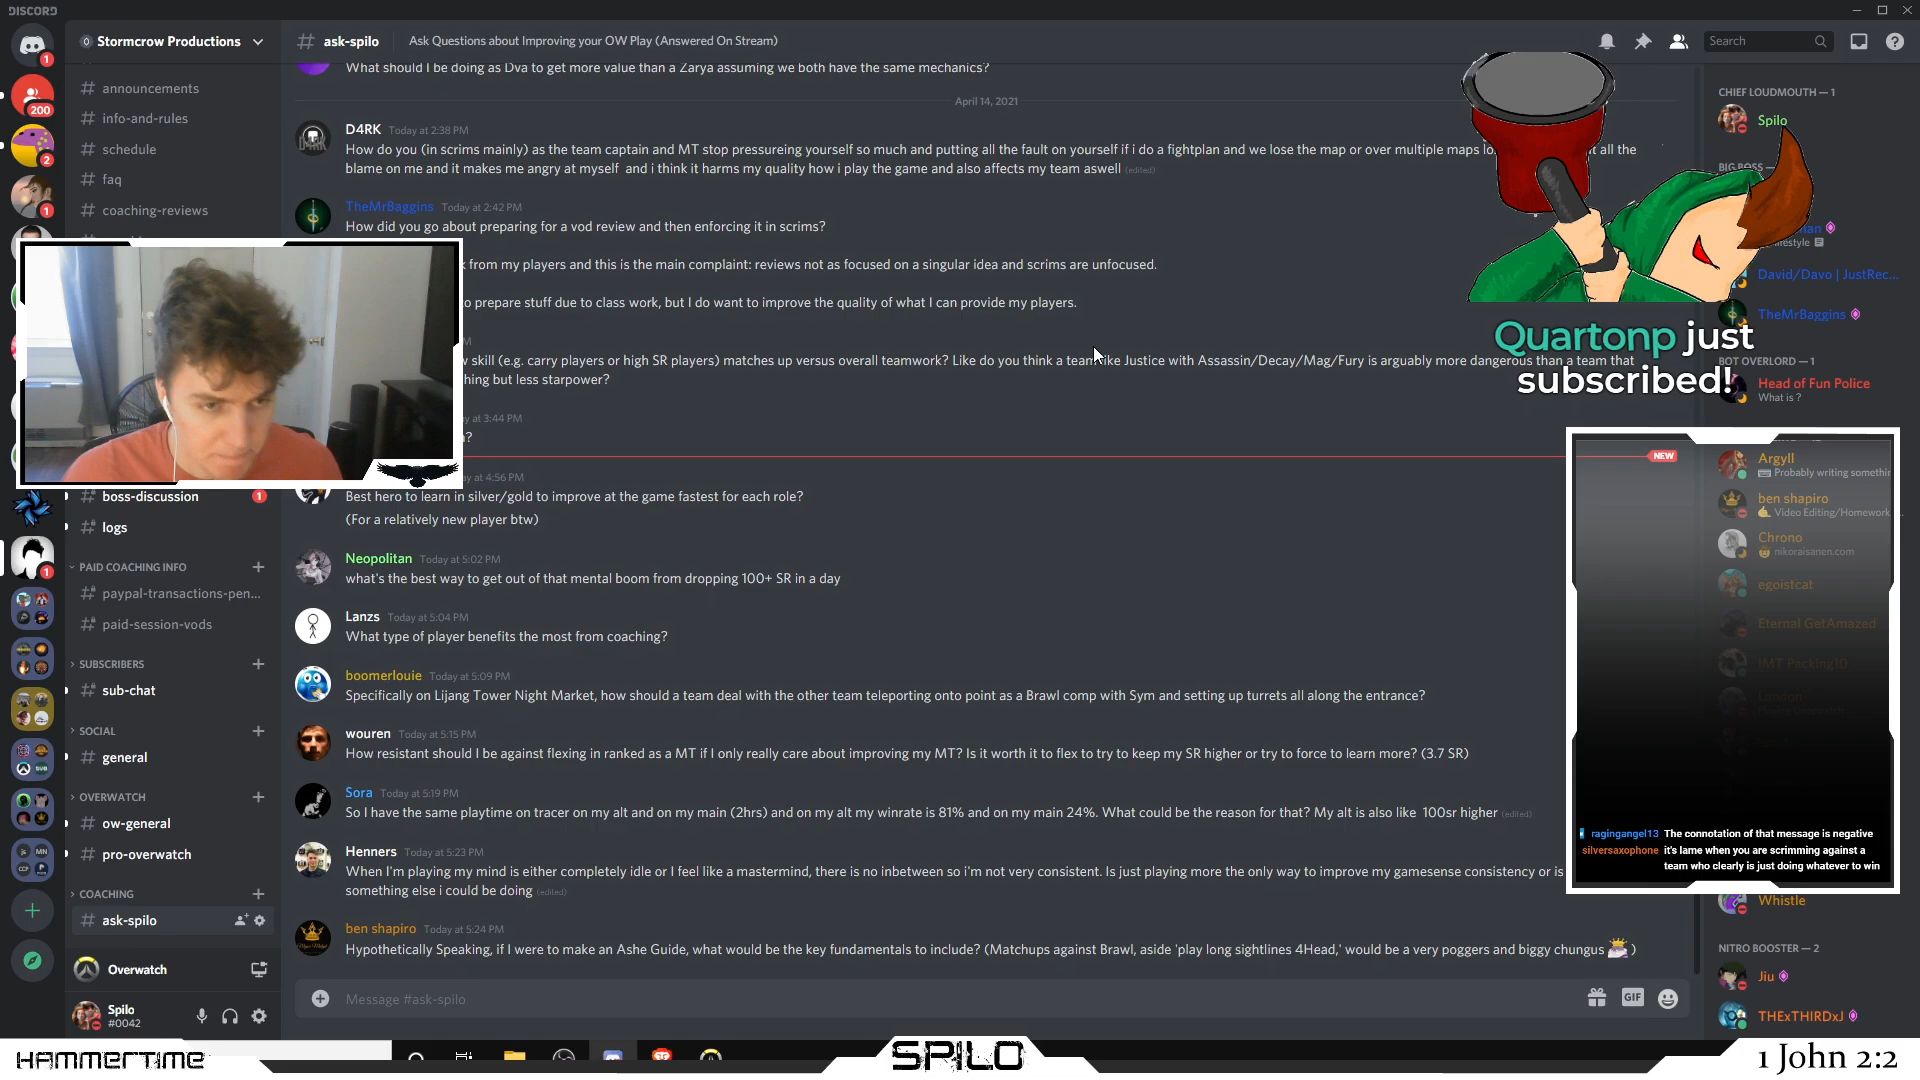 DISCORD
Stormcrow Productions
ask-spilo
Ask Questions about Improving your OW Play (Answered On Stream)
Search
announcements
info-and-rules
schedule
faq
coaching-reviews
boss-discussion
1
logs
PAID COACHING INFO
paypal-transactions-pen...
paid-session-vods
SUBSCRIBERS
sub-chat
SOCIAL
general
OVERWATCH
ow-general
pro-overwatch
COACHING
ask-spilo
Overwatch
Spilo
#0042
1
200
2
1
1
What should I be doing as Dva to get more value than a Zarya assuming we both have the same mechanics?
April 14, 2021
D4RK Today at 2:38 PM
How do you (in scrims mainly) as the team captain and MT stop pressureing yourself so much and putting all the fault on yourself if i do a fightplan and we lose the map or over multiple maps all the
blame on me and it makes me angry at myself and i think it harms my quality how i play the game and also affects my team aswell (edited)
TheMrBaggins Today at 2:42 PM
How did you go about preparing for a vod review and then enforcing it in scrims?
from my players and this is the main complaint: reviews not as focused on a singular idea and scrims are unfocused.
prepare stuff due to class work, but I do want to improve the quality of what I can provide my players.
skill (e.g. carry players or high SR players) matches up versus overall teamwork? Like do you think a team like Justice with Assassin/Decay/Mag/Fury is arguably more dangerous than a team that
but less starpower?
at 3:44 PM
NEW
at 4:56 PM
Best hero to learn in silver/gold to improve at the game fastest for each role?
(For a relatively new player btw)
Neopolitan Today at 5:02 PM
what's the best way to get out of that mental boom from dropping 100+ SR in a day
Lanzs Today at 5:04 PM
What type of player benefits the most from coaching?
boomerlouie Today at 5:09 PM
Specifically on Lijang Tower Night Market, how should a team deal with the other team teleporting onto point as a Brawl comp with Sym and setting up turrets all along the entrance?
wouren Today at 5:15 PM
How resistant should I be against flexing in ranked as a MT if I only really care about improving my MT? Is it worth it to flex to try to keep my SR higher or try to force to learn more? (3.7 SR)
Sora Today at 5:19 PM
So I have the same playtime on tracer on my alt and on my main (2hrs) and on my alt my winrate is 81% and on my main 24%. What could be the reason for that? My alt is also like 100sr higher (edited)
Henners Today at 5:23 PM
When I'm playing my mind is either completely idle or I feel like a mastermind, there is no inbetween so i'm not very consistent. Is just playing more the only way to improve my gamesense consistency or is
something else i could be doing (edited)
ben shapiro Today at 5:24 PM
Hypothetically Speaking, if I were to make an Ashe Guide, what would be the key fundamentals to include? (Matchups against Brawl, aside 'play long sightlines 4Head,' would be a very poggers and biggy chungus )
Message #ask-spilo
GIF
CHIEF LOUDMOUTH — 1
Spilo
BIG BOSS —
David/Davo | JustRec...
TheMrBaggins
Quartonp just
subscribed!
BOT OVERLORD — 1
Head of Fun Police
What is ?
Argyll
Probably writing somethin
ben shapiro
Video Editing/Homework
Chrono
nikoraisanen.com
egoistcat
Eternal GetAmazed
IMT Packing10
ragingangel13 The connotation of that message is negative
silversaxophone it's lame when you are scrimming against a
team who clearly is just doing whatever to win
Whistle
NITRO BOOSTER — 2
Jiu
THExTHIRDxJ
HAMMERTIME
SPILO
1 John 2:2